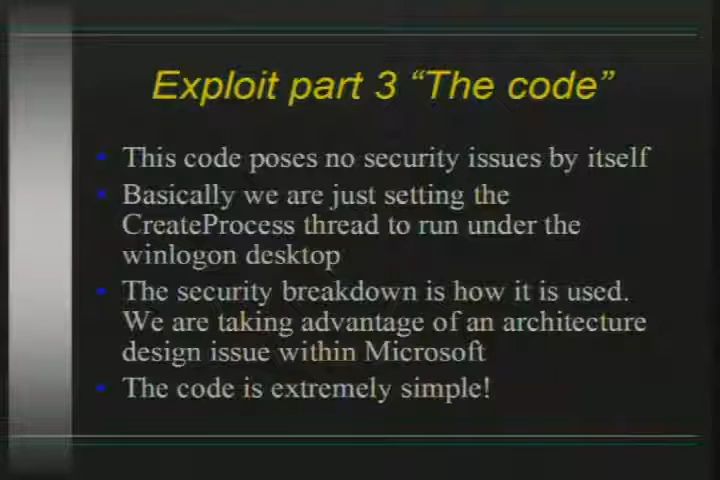 Exploit part 3 “The code”
• This code poses no security issues by itself
• Basically we are just setting the
CreateProcess thread to run under the
winlogon desktop
• The security breakdown is how it is used.
We are taking advantage of an architecture
design issue within Microsoft
• The code is extremely simple!